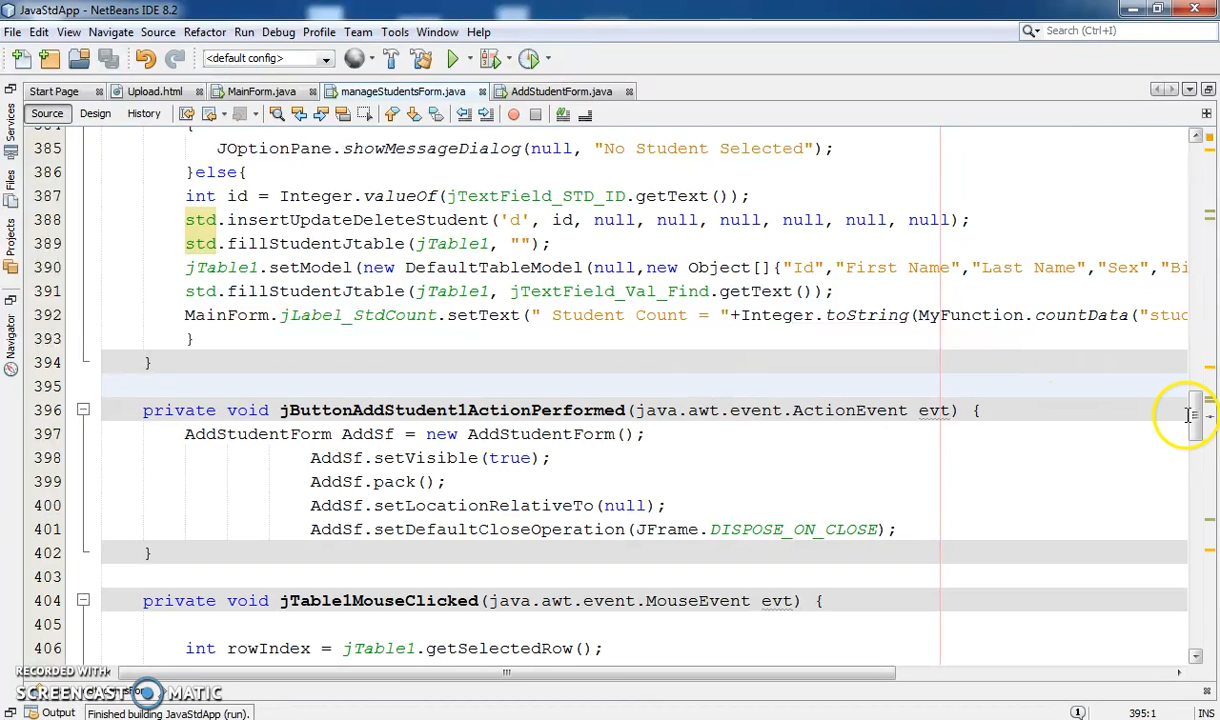 JavaStdApp - NetBeans IDE 8.2
File Edit View Navigate Source Refactor Run Debug Profile Team Tools Window Help
Search (Ctrl+I)
<default config>
Start Page Upload.html MainForm.java manageStudentsForm.java AddStudentForm.java
Source Design History
Services
Files
Projects
Navigator
385 JOptionPane.showMessageDialog(null, "No Student Selected");
386 }else{
387 int id = Integer.valueOf(jTextField_STD_ID.getText());
388 std.insertUpdateDeleteStudent('d', id, null, null, null, null, null, null);
389 std.fillStudentJtable(jTable1, "");
390 jTable1.setModel(new DefaultTableModel(null,new Object[]{"Id","First Name","Last Name","Sex","Bi
391 std.fillStudentJtable(jTable1, jTextField_Val_Find.getText());
392 MainForm.jLabel_StdCount.setText(" Student Count = "+Integer.toString(MyFunction.countData("stud
393 }
394 }
395
396 private void jButtonAddStudent1ActionPerformed(java.awt.event.ActionEvent evt) {
397 AddStudentForm AddSf = new AddStudentForm();
398 AddSf.setVisible(true);
399 AddSf.pack();
400 AddSf.setLocationRelativeTo(null);
401 AddSf.setDefaultCloseOperation(JFrame.DISPOSE_ON_CLOSE);
402 }
403
404 private void jTable1MouseClicked(java.awt.event.MouseEvent evt) {
405
406 int rowIndex = jTable1.getSelectedRow();
RECORDED WITH
SCREENCAST MATIC
Output Finished building JavaStdApp (run). 1 395:1 INS